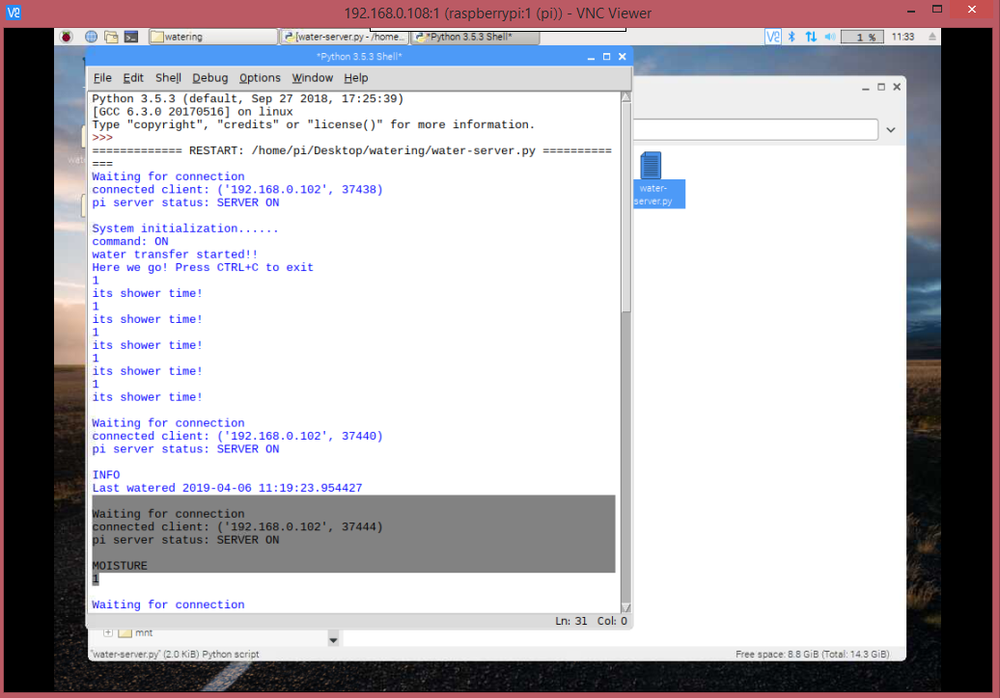 192.168.0.108:1 (raspberrypi:1 (pi)) - VNC Viewer
watering
[water-server.py - /home...
*Python 3.5.3 Shell*
1 %
11:33
*Python 3.5.3 Shell*
File Edit Shell Debug Options Window Help
Python 3.5.3 (default, Sep 27 2018, 17:25:39)
[GCC 6.3.0 20170516] on linux
Type "copyright", "credits" or "license()" for more information.
>>>
============= RESTART: /home/pi/Desktop/watering/water-server.py ==========
===
Waiting for connection
connected client: ('192.168.0.102', 37438)
pi server status: SERVER ON
System initialization......
command: ON
water transfer started!!
Here we go! Press CTRL+C to exit
1
its shower time!
1
its shower time!
1
its shower time!
1
its shower time!
1
its shower time!
Waiting for connection
connected client: ('192.168.0.102', 37440)
pi server status: SERVER ON
INFO
Last watered 2019-04-06 11:19:23.954427
Waiting for connection
connected client: ('192.168.0.102', 37444)
pi server status: SERVER ON
MOISTURE
1
Waiting for connection
Ln: 31 Col: 0
water-
server.py
mnt
"water-server.py" (2.0 KiB) Python script
Free space: 8.8 GiB (Total: 14.3 GiB)